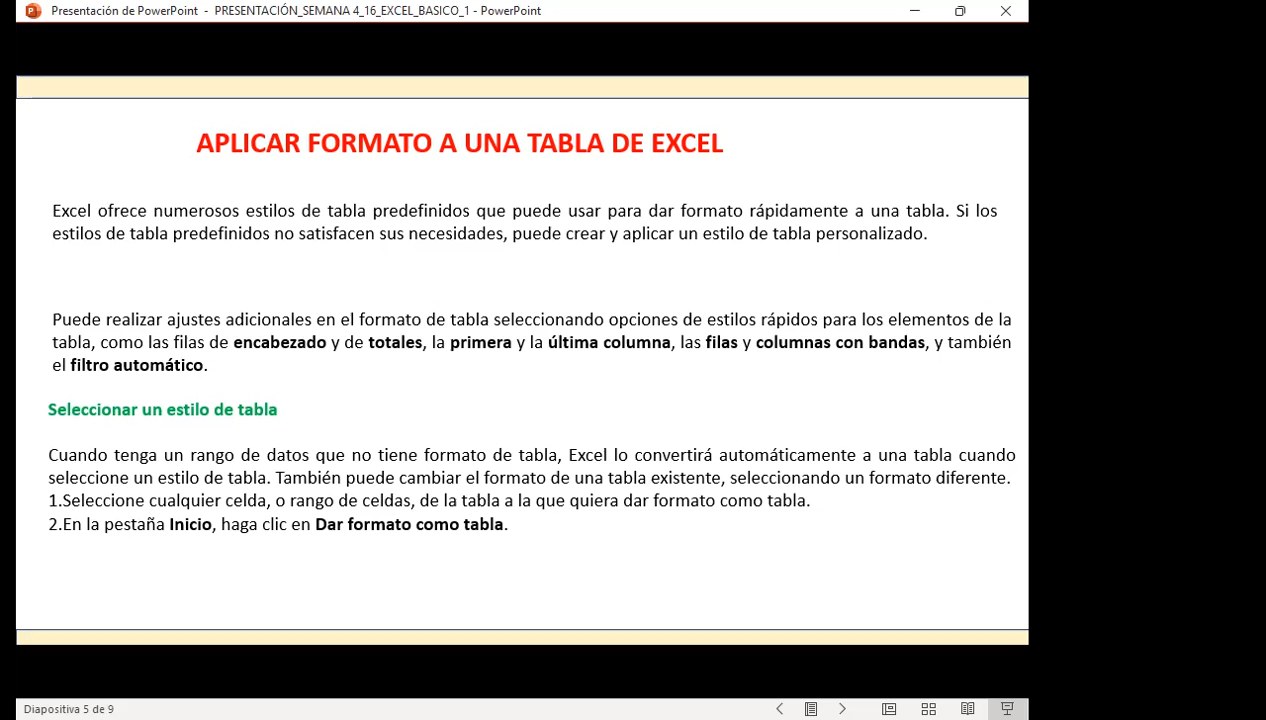 Presentación de PowerPoint - PRESENTACIÓN_SEMANA 4_16_EXCEL_BASICO_1 - PowerPoint
APLICAR FORMATO A UNA TABLA DE EXCEL
Excel ofrece numerosos estilos de tabla predefinidos que puede usar para dar formato rápidamente a una tabla. Si los
estilos de tabla predefinidos no satisfacen sus necesidades, puede crear y aplicar un estilo de tabla personalizado.
Puede realizar ajustes adicionales en el formato de tabla seleccionando opciones de estilos rápidos para los elementos de la
tabla, como las filas de encabezado y de totales, la primera y la última columna, las filas y columnas con bandas, y también
el filtro automático.
Seleccionar un estilo de tabla
Cuando tenga un rango de datos que no tiene formato de tabla, Excel lo convertirá automáticamente a una tabla cuando
seleccione un estilo de tabla. También puede cambiar el formato de una tabla existente, seleccionando un formato diferente.
1.Seleccione cualquier celda, o rango de celdas, de la tabla a la que quiera dar formato como tabla.
2.En la pestaña Inicio, haga clic en Dar formato como tabla.
Diapositiva 5 de 9